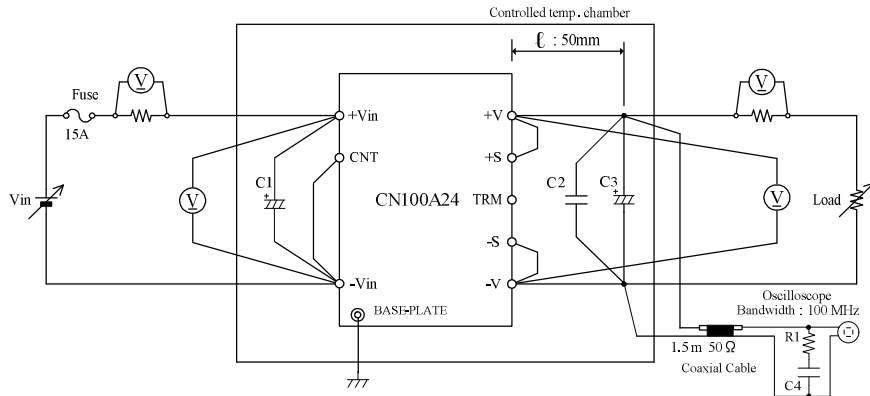 Controlled temp. chamber
ℓ : 50mm
V
V
Fuse
15A
+Vin
+V
CNT
+S
C1
+
C2
C3
+
Vin
V
CN100A24
TRM
V
Load
-S
-Vin
-V
BASE-PLATE
Oscilloscope
Bandwidth : 100 MHz
R1
1.5m 50Ω
Coaxial Cable
C4